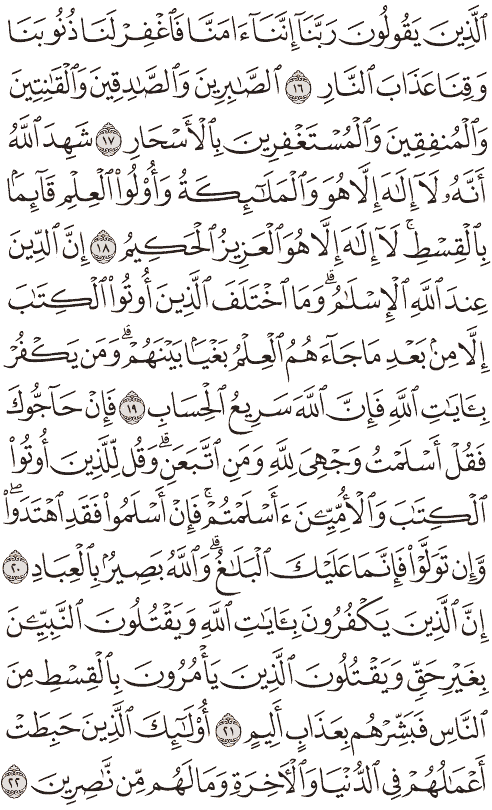 ٱلَّذِينَ يَقُولُونَ رَبَّنَآ إِنَّنَآ ءَامَنَّا فَٱغْفِرْ لَنَا ذُنُوبَنَا
وَقِنَا عَذَابَ ٱلنَّارِ ١٦ ٱلصَّٰبِرِينَ وَٱلصَّٰدِقِينَ وَٱلْقَٰنِتِينَ
وَٱلْمُنفِقِينَ وَٱلْمُسْتَغْفِرِينَ بِٱلْأَسْحَارِ ١٧ شَهِدَ ٱللَّهُ
أَنَّهُۥ لَآ إِلَٰهَ إِلَّا هُوَ وَٱلْمَلَٰٓئِكَةُ وَأُو۟لُوا۟ ٱلْعِلْمِ قَآئِمًۢا
بِٱلْقِسْطِۚ لَآ إِلَٰهَ إِلَّا هُوَ ٱلْعَزِيزُ ٱلْحَكِيمُ ١٨ إِنَّ ٱلدِّينَ
عِندَ ٱللَّهِ ٱلْإِسْلَٰمُۗ وَمَا ٱخْتَلَفَ ٱلَّذِينَ أُوتُوا۟ ٱلْكِتَٰبَ
إِلَّا مِنۢ بَعْدِ مَا جَآءَهُمُ ٱلْعِلْمُ بَغْيًۢا بَيْنَهُمْۗ وَمَن يَكْفُرْ
بِـَٔايَٰتِ ٱللَّهِ فَإِنَّ ٱللَّهَ سَرِيعُ ٱلْحِسَابِ ١٩ فَإِنْ حَآجُّوكَ
فَقُلْ أَسْلَمْتُ وَجْهِىَ لِلَّهِ وَمَنِ ٱتَّبَعَنِۗ وَقُل لِّلَّذِينَ أُوتُوا۟
ٱلْكِتَٰبَ وَٱلْأُمِّيِّـۧنَ ءَأَسْلَمْتُمْۚ فَإِنْ أَسْلَمُوا۟ فَقَدِ ٱهْتَدَوا۟ۖ
وَّإِن تَوَلَّوْا۟ فَإِنَّمَا عَلَيْكَ ٱلْبَلَٰغُۗ وَٱللَّهُ بَصِيرٌۢ بِٱلْعِبَادِ ٢٠
إِنَّ ٱلَّذِينَ يَكْفُرُونَ بِـَٔايَٰتِ ٱللَّهِ وَيَقْتُلُونَ ٱلنَّبِيِّـۧنَ
بِغَيْرِ حَقٍّ وَيَقْتُلُونَ ٱلَّذِينَ يَأْمُرُونَ بِٱلْقِسْطِ مِنَ
ٱلنَّاسِ فَبَشِّرْهُم بِعَذَابٍ أَلِيمٍ ٢١ أُو۟لَٰٓئِكَ ٱلَّذِينَ حَبِطَتْ
أَعْمَٰلُهُمْ فِى ٱلدُّنْيَا وَٱلْءَاخِرَةِ وَمَا لَهُم مِّن نَّٰصِرِينَ ٢٢